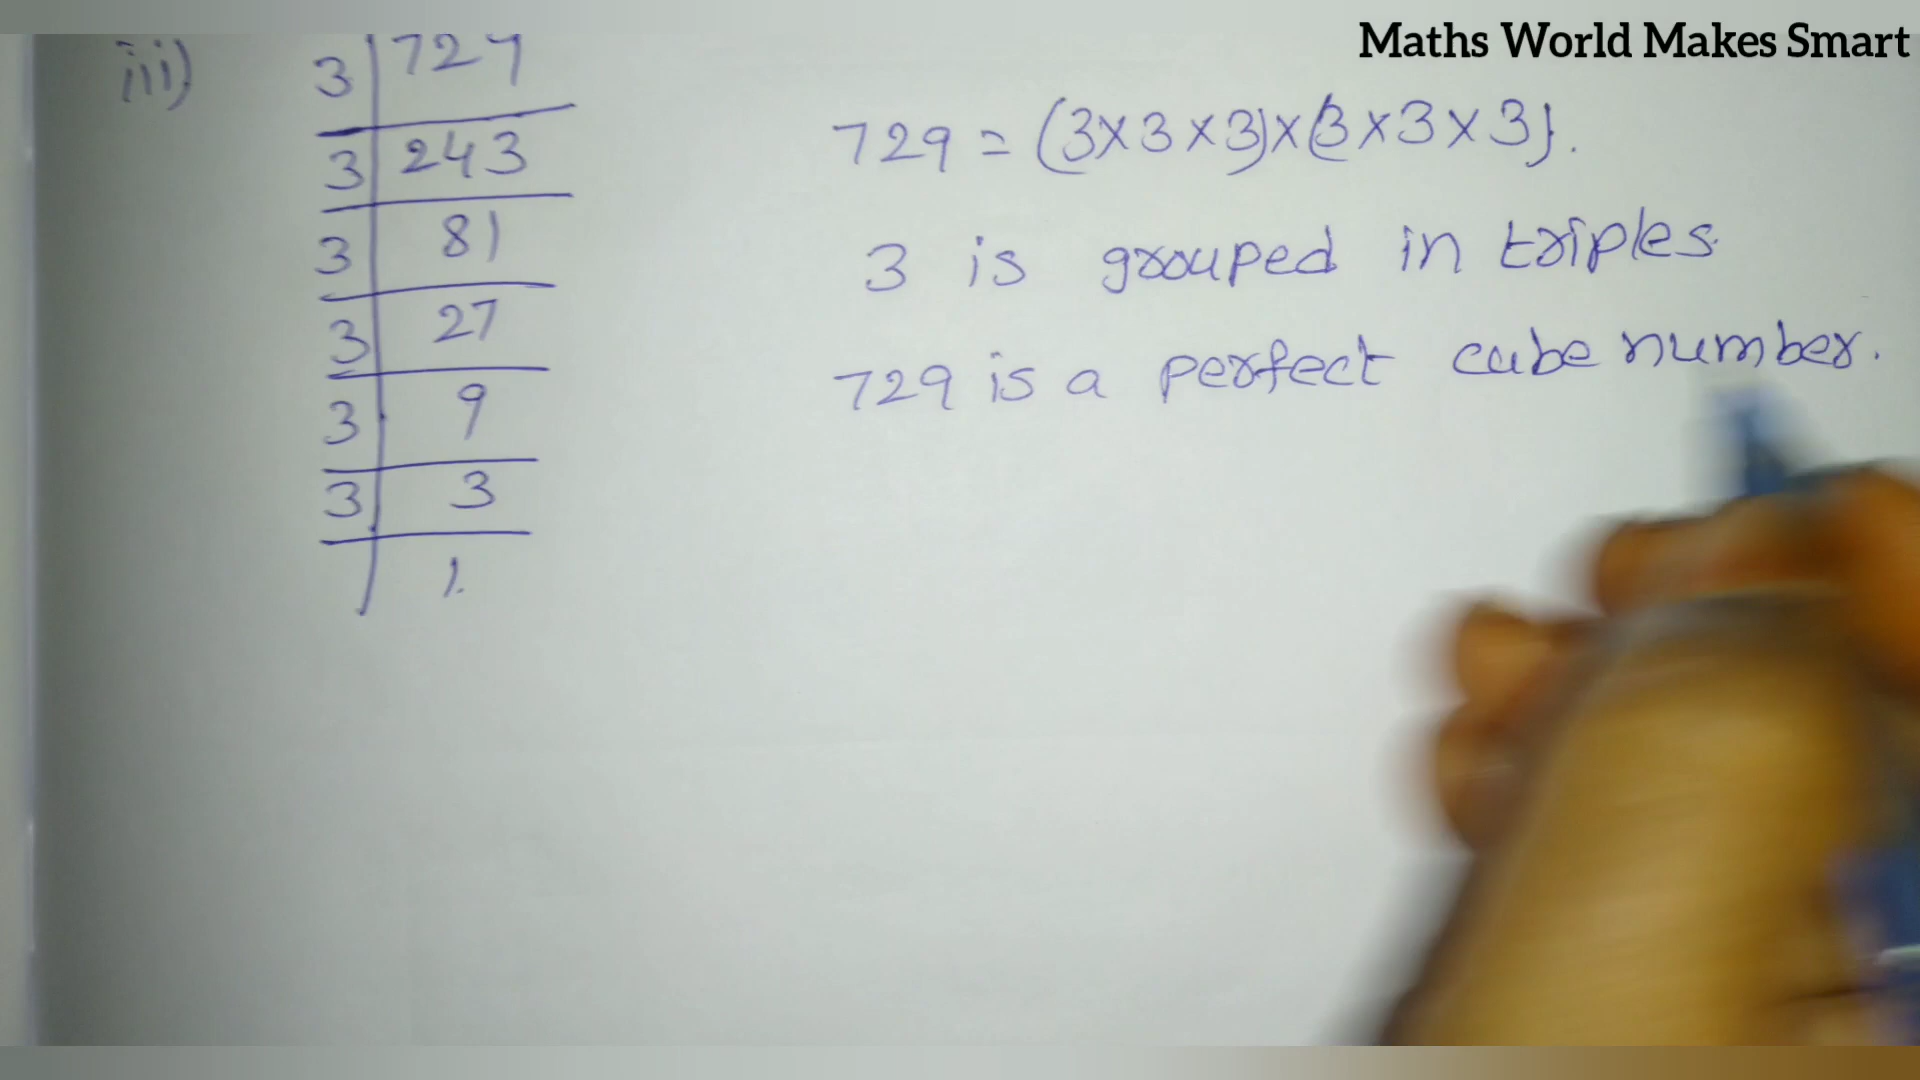 Maths World Makes Smart
iii)
3 | 729
3 | 243
3 | 81
3 | 27
3 | 9
3 | 3
| 1.
729 = (3×3×3)×(3×3×3).
3 is grouped in triples.
729 is a perfect cube number.